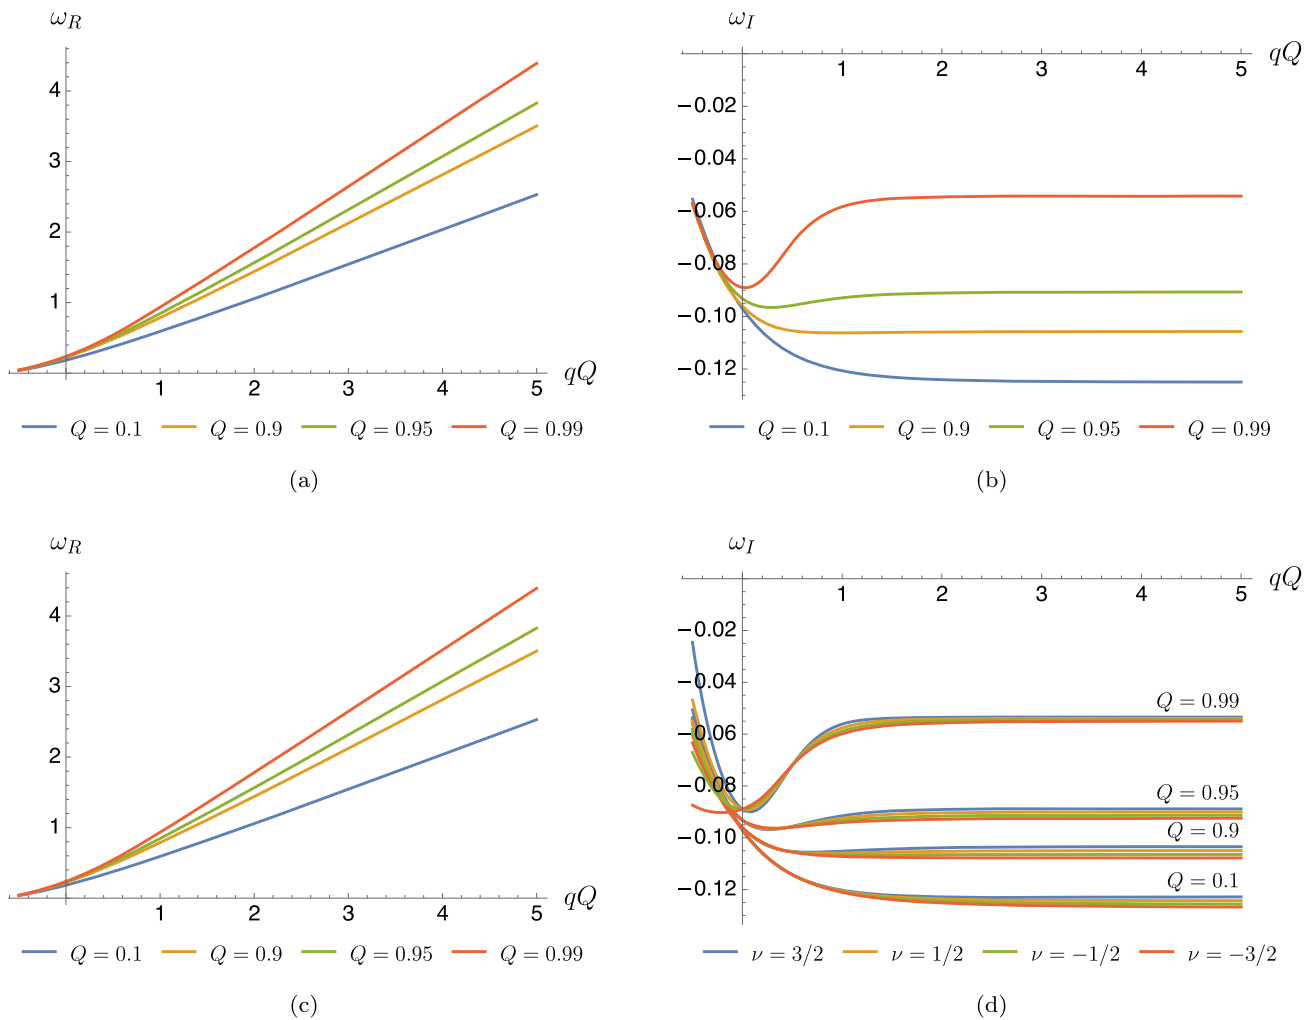 ω_R
4
3
2
1
1 2 3 4 5 qQ
Q = 0.1 Q = 0.9 Q = 0.95 Q = 0.99
(a)
ω_I
1 2 3 4 5 qQ
−0.02
−0.04
−0.06
−0.08
−0.10
−0.12
Q = 0.1 Q = 0.9 Q = 0.95 Q = 0.99
(b)
ω_R
4
3
2
1
1 2 3 4 5 qQ
Q = 0.1 Q = 0.9 Q = 0.95 Q = 0.99
(c)
ω_I
1 2 3 4 5 qQ
−0.02
−0.04
−0.06
−0.08
−0.10
−0.12
Q = 0.99
Q = 0.95
Q = 0.9
Q = 0.1
ν = 3/2 ν = 1/2 ν = −1/2 ν = −3/2
(d)